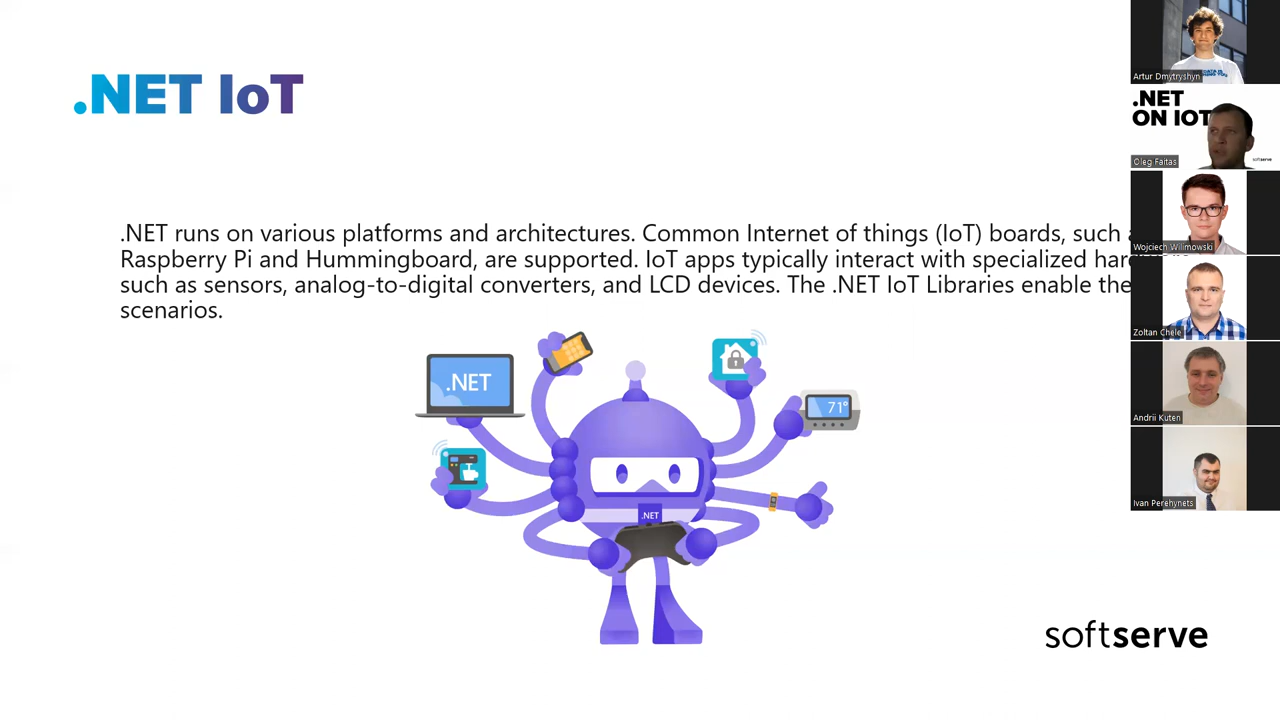 .NET IoT
.NET runs on various platforms and architectures. Common Internet of things (IoT) boards, such
Raspberry Pi and Hummingboard, are supported. IoT apps typically interact with specialized
such as sensors, analog-to-digital converters, and LCD devices. The .NET IoT Libraries enable
scenarios.
.NET
71°
.NET
softserve
Artur Dmytryshyn
.NET
ON IOT
softserve
Oleg Faitas
Wojciech Wilimowski
Zoltan Chele
Andrii Kuten
Ivan Perehynets